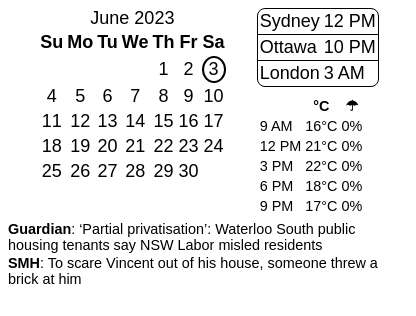 June 2023
Su Mo Tu We Th Fr Sa
1 2 3
4 5 6 7 8 9 10
11 12 13 14 15 16 17
18 19 20 21 22 23 24
25 26 27 28 29 30
Sydney 12 PM
Ottawa 10 PM
London 3 AM
°C ☂
9 AM 16°C 0%
12 PM 21°C 0%
3 PM 22°C 0%
6 PM 18°C 0%
9 PM 17°C 0%
Guardian: ‘Partial privatisation’: Waterloo South public
housing tenants say NSW Labor misled residents
SMH: To scare Vincent out of his house, someone threw a
brick at him